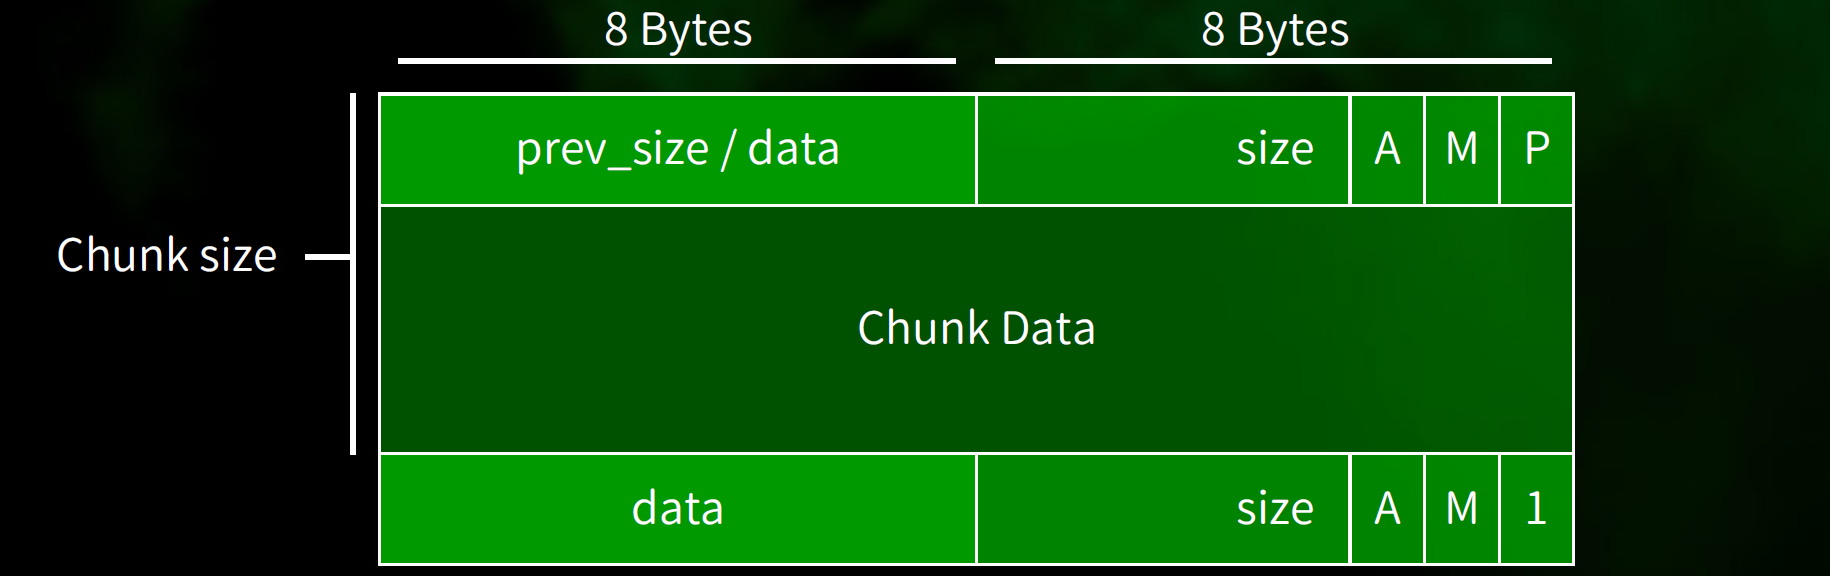 8 Bytes 8 Bytes
prev_size / data size A M P
Chunk size
Chunk Data
data size A M 1